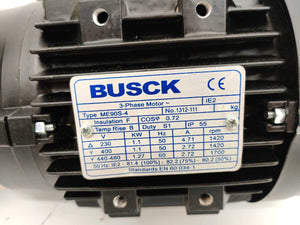 BUSCK
3-Phase Motor ~ IE2
Type ME90S-4 No.1312-111 kg
Insulation F COSφ 0.72
Temp Rise B Duty S1 IP 55
V KW Hz A rpm
Δ 230 1.1 50 4.71 1420
Y 400 1.1 50 2.72 1420
Y 440-480 1.27 60 2.72 1700
50 Hz: IE2 - 81.4 (100%) - 82.2 (75%) - 80.1 (50%)
Standards EN 60 034-1